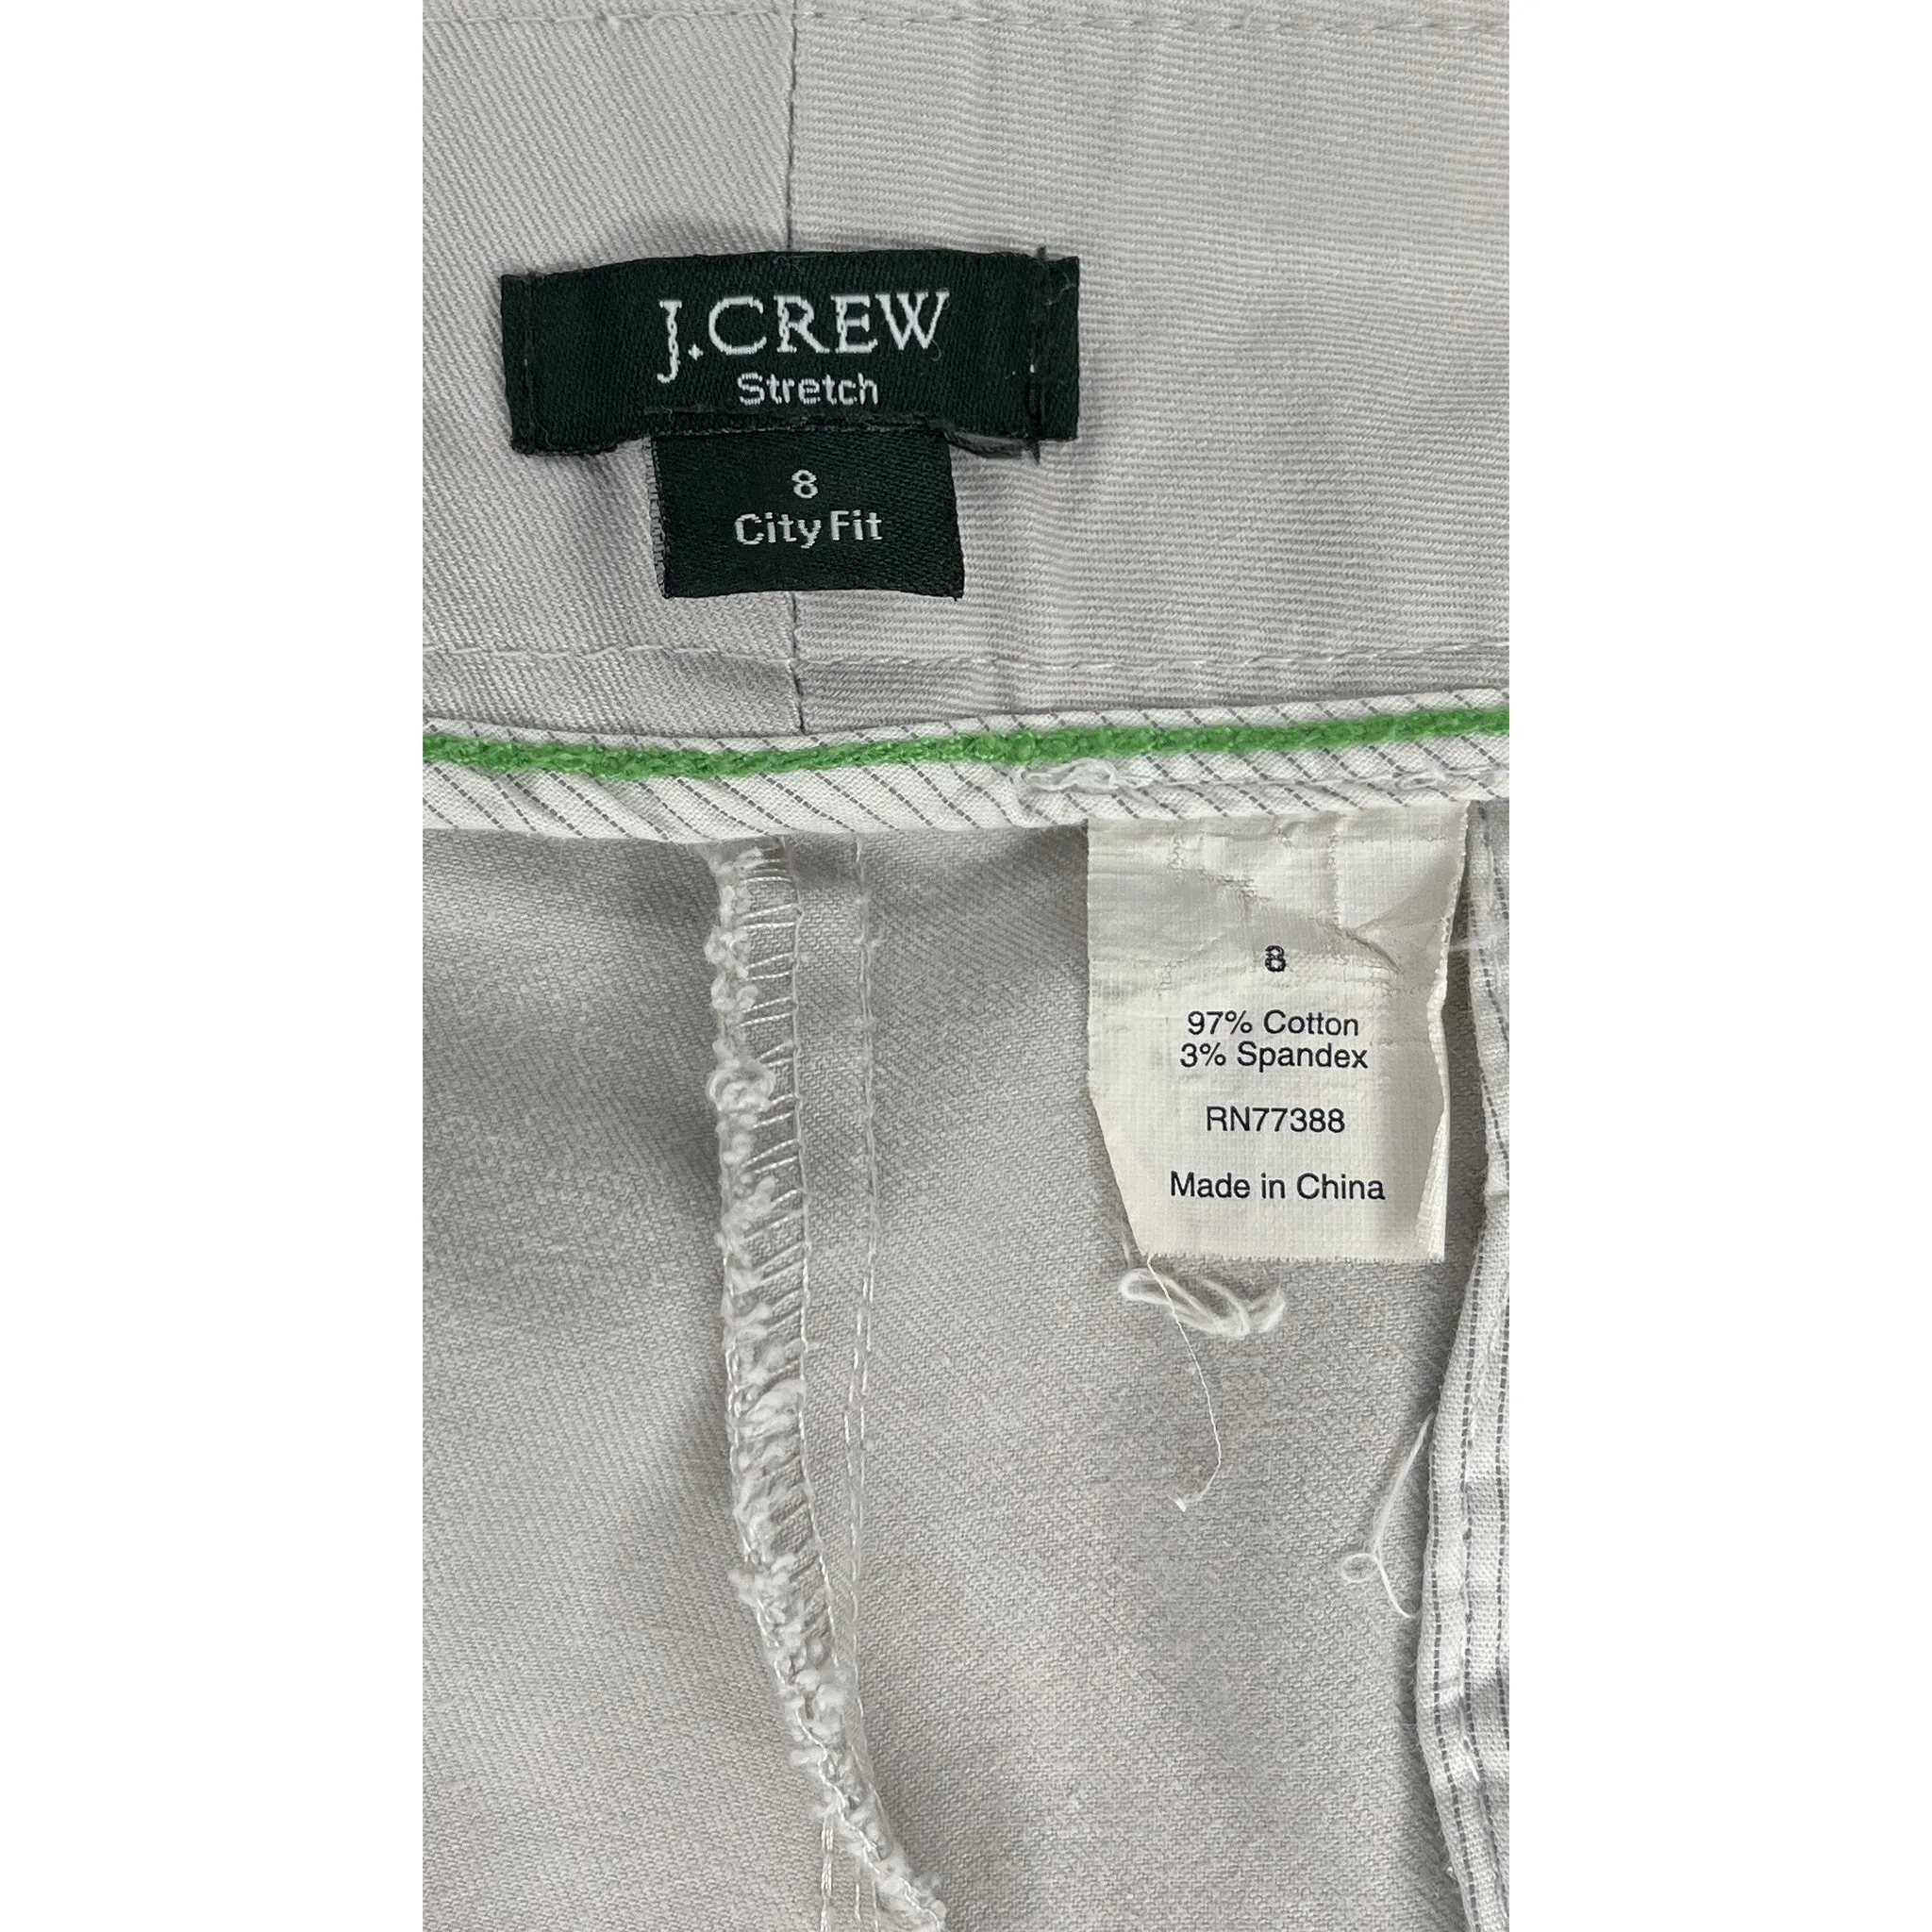 J.CREW
Stretch
8
City Fit
8
97% Cotton
3% Spandex
RN77388
Made in China